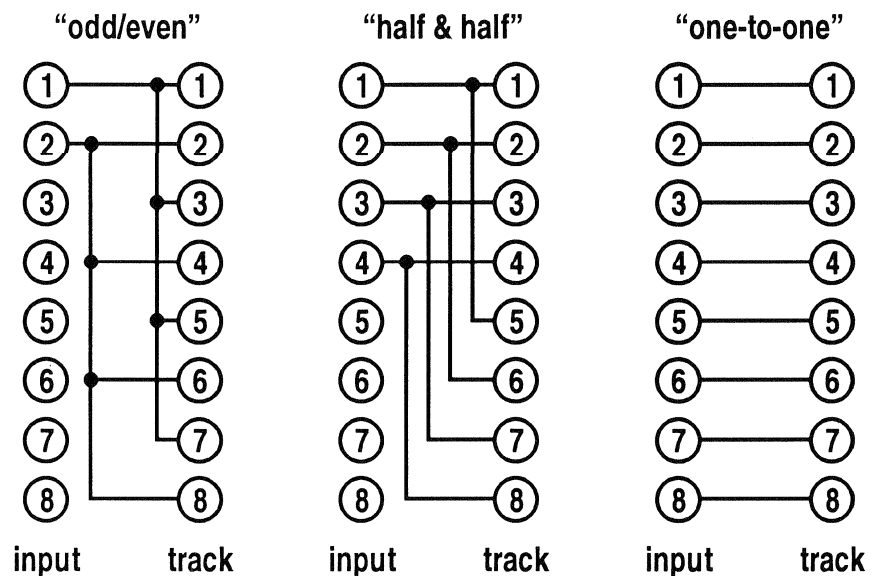 “odd/even” “half & half” “one-to-one”
1 1 1 1 1 1
2 2 2 2 2 2
3 3 3 3 3 3
4 4 4 4 4 4
5 5 5 5 5 5
6 6 6 6 6 6
7 7 7 7 7 7
8 8 8 8 8 8
input track input track input track